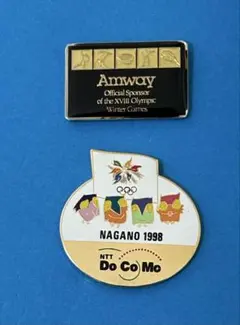 Amway
Official Sponsor
of the XVIII Olympic
Winter Games
NAGANO 1998
NTT
DoCoMo